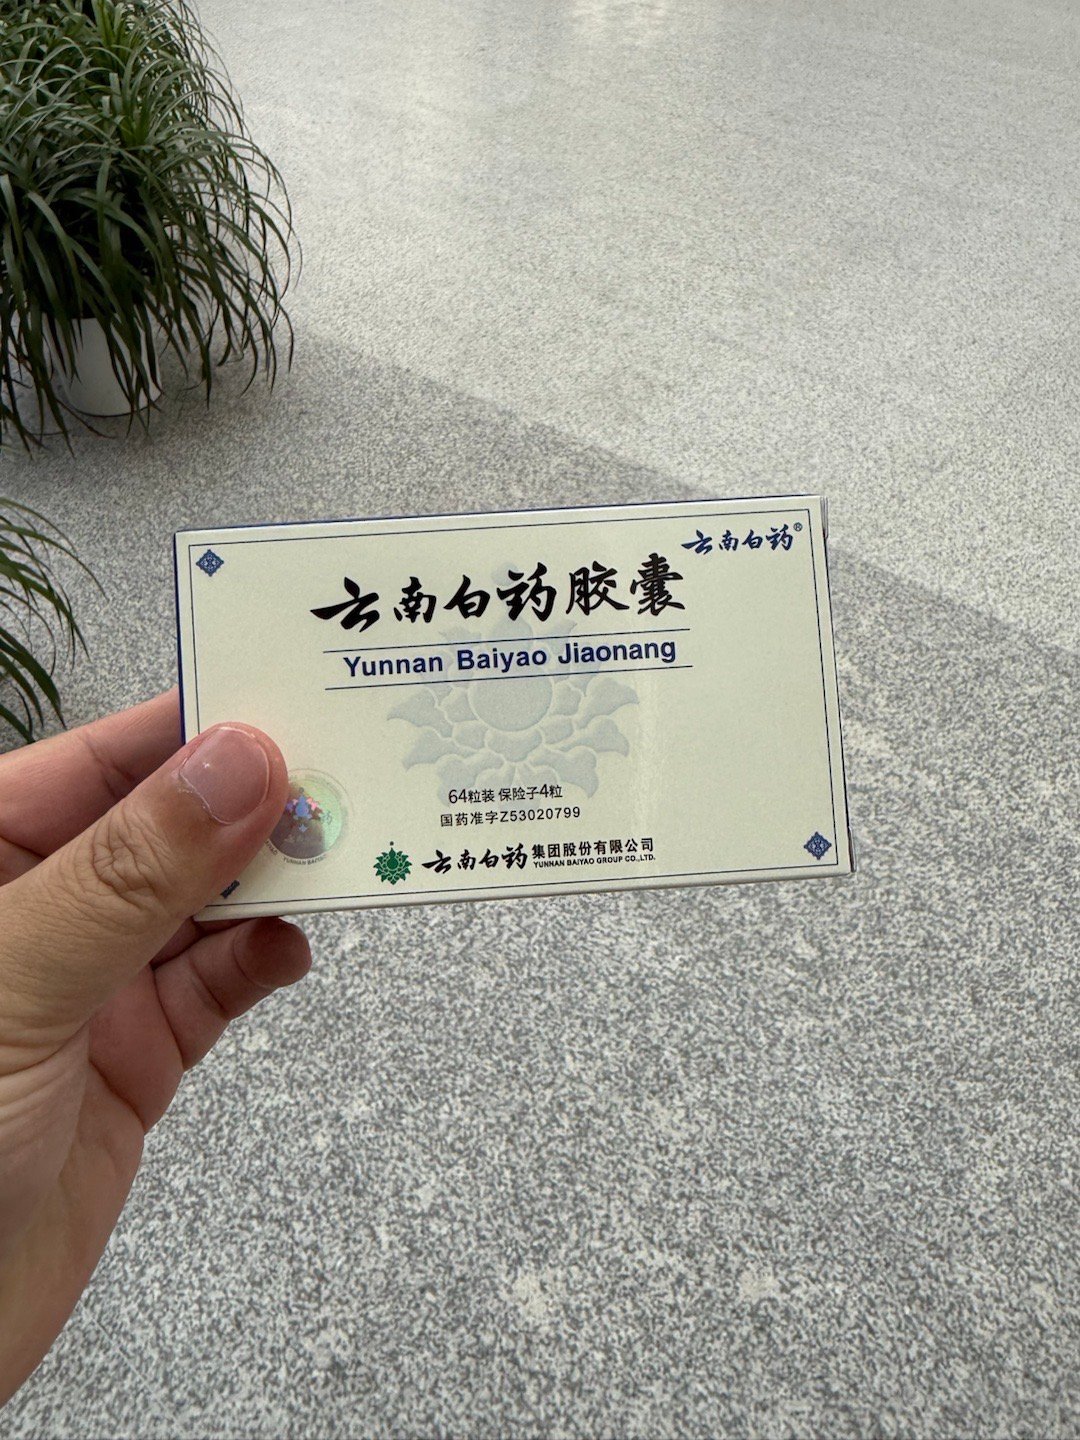 云南白药®
云南白药胶囊
Yunnan Baiyao Jiaonang
64粒装 保险子4粒
国药准字Z53020799
云南白药集团股份有限公司
YUNNAN BAIYAO GROUP CO.,LTD.
YUNNAN BAIYAO